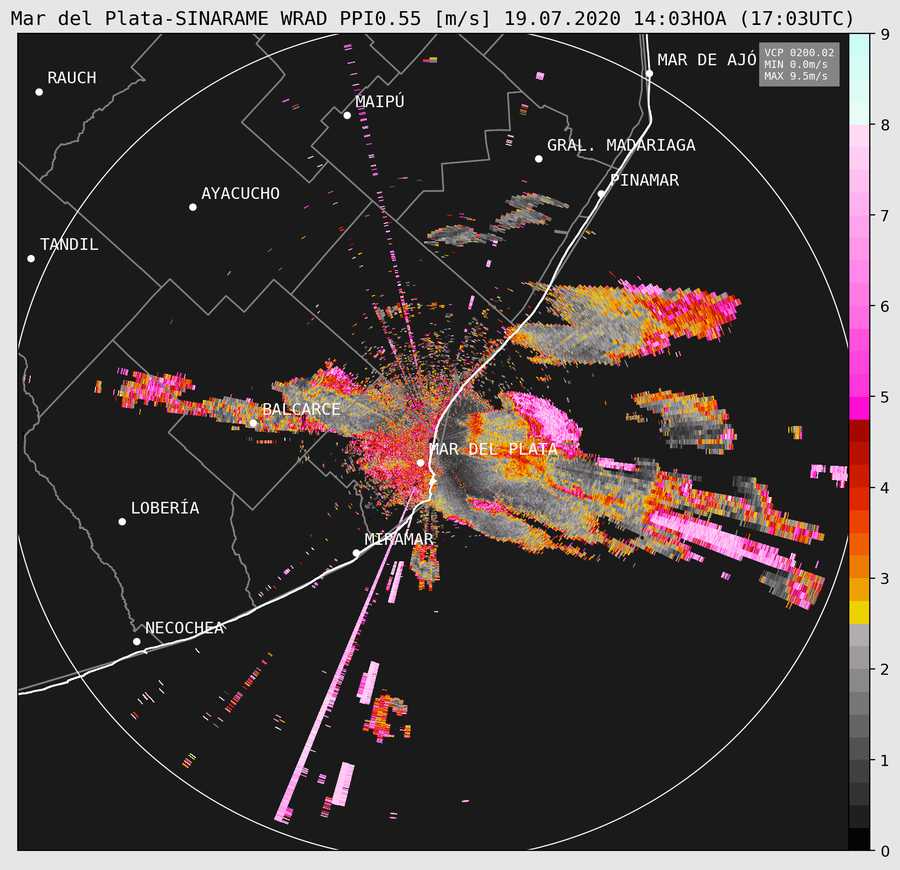 Mar del Plata-SINARAME WRAD PPI0.55 [m/s] 19.07.2020 14:03HOA (17:03UTC)
VCP 0200.02
MIN 0.0m/s
MAX 9.5m/s
MAR DE AJÓ
RAUCH
MAIPÚ
GRAL. MADARIAGA
PINAMAR
AYACUCHO
TANDIL
BALCARCE
MAR DEL PLATA
LOBERÍA
MIRAMAR
NECOCHEA
9
8
7
6
5
4
3
2
1
0